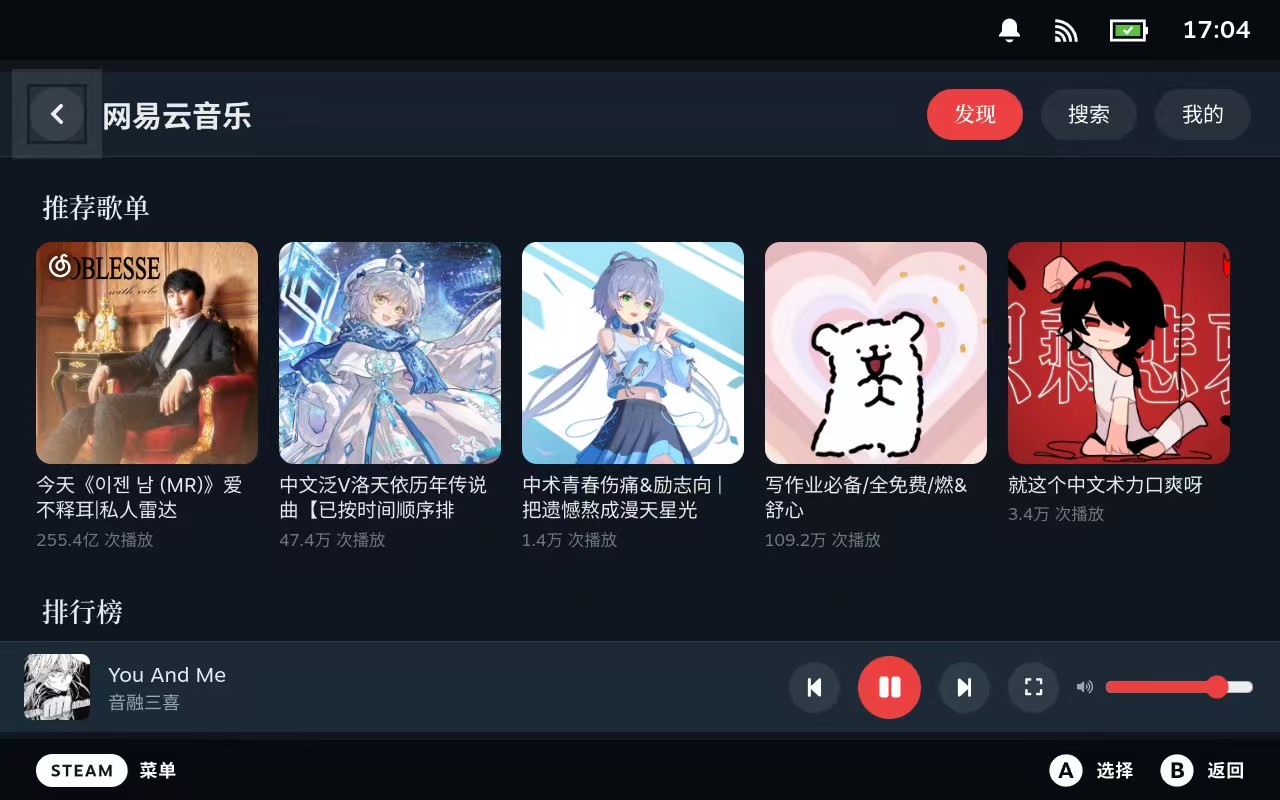 17:04
网易云音乐
发现
搜索
我的
推荐歌单
OBLESSE
with vibe
今天《이젠 남 (MR)》爱
不释耳|私人雷达
255.4亿 次播放
中文泛V洛天依历年传说
曲【已按时间顺序排
47.4万 次播放
中术青春伤痛&励志向 |
把遗憾熬成漫天星光
1.4万 次播放
写作业必备/全免费/燃&
舒心
109.2万 次播放
就这个中文术力口爽呀
3.4万 次播放
排行榜
You And Me
音融三喜
STEAM 菜单
A 选择
B 返回